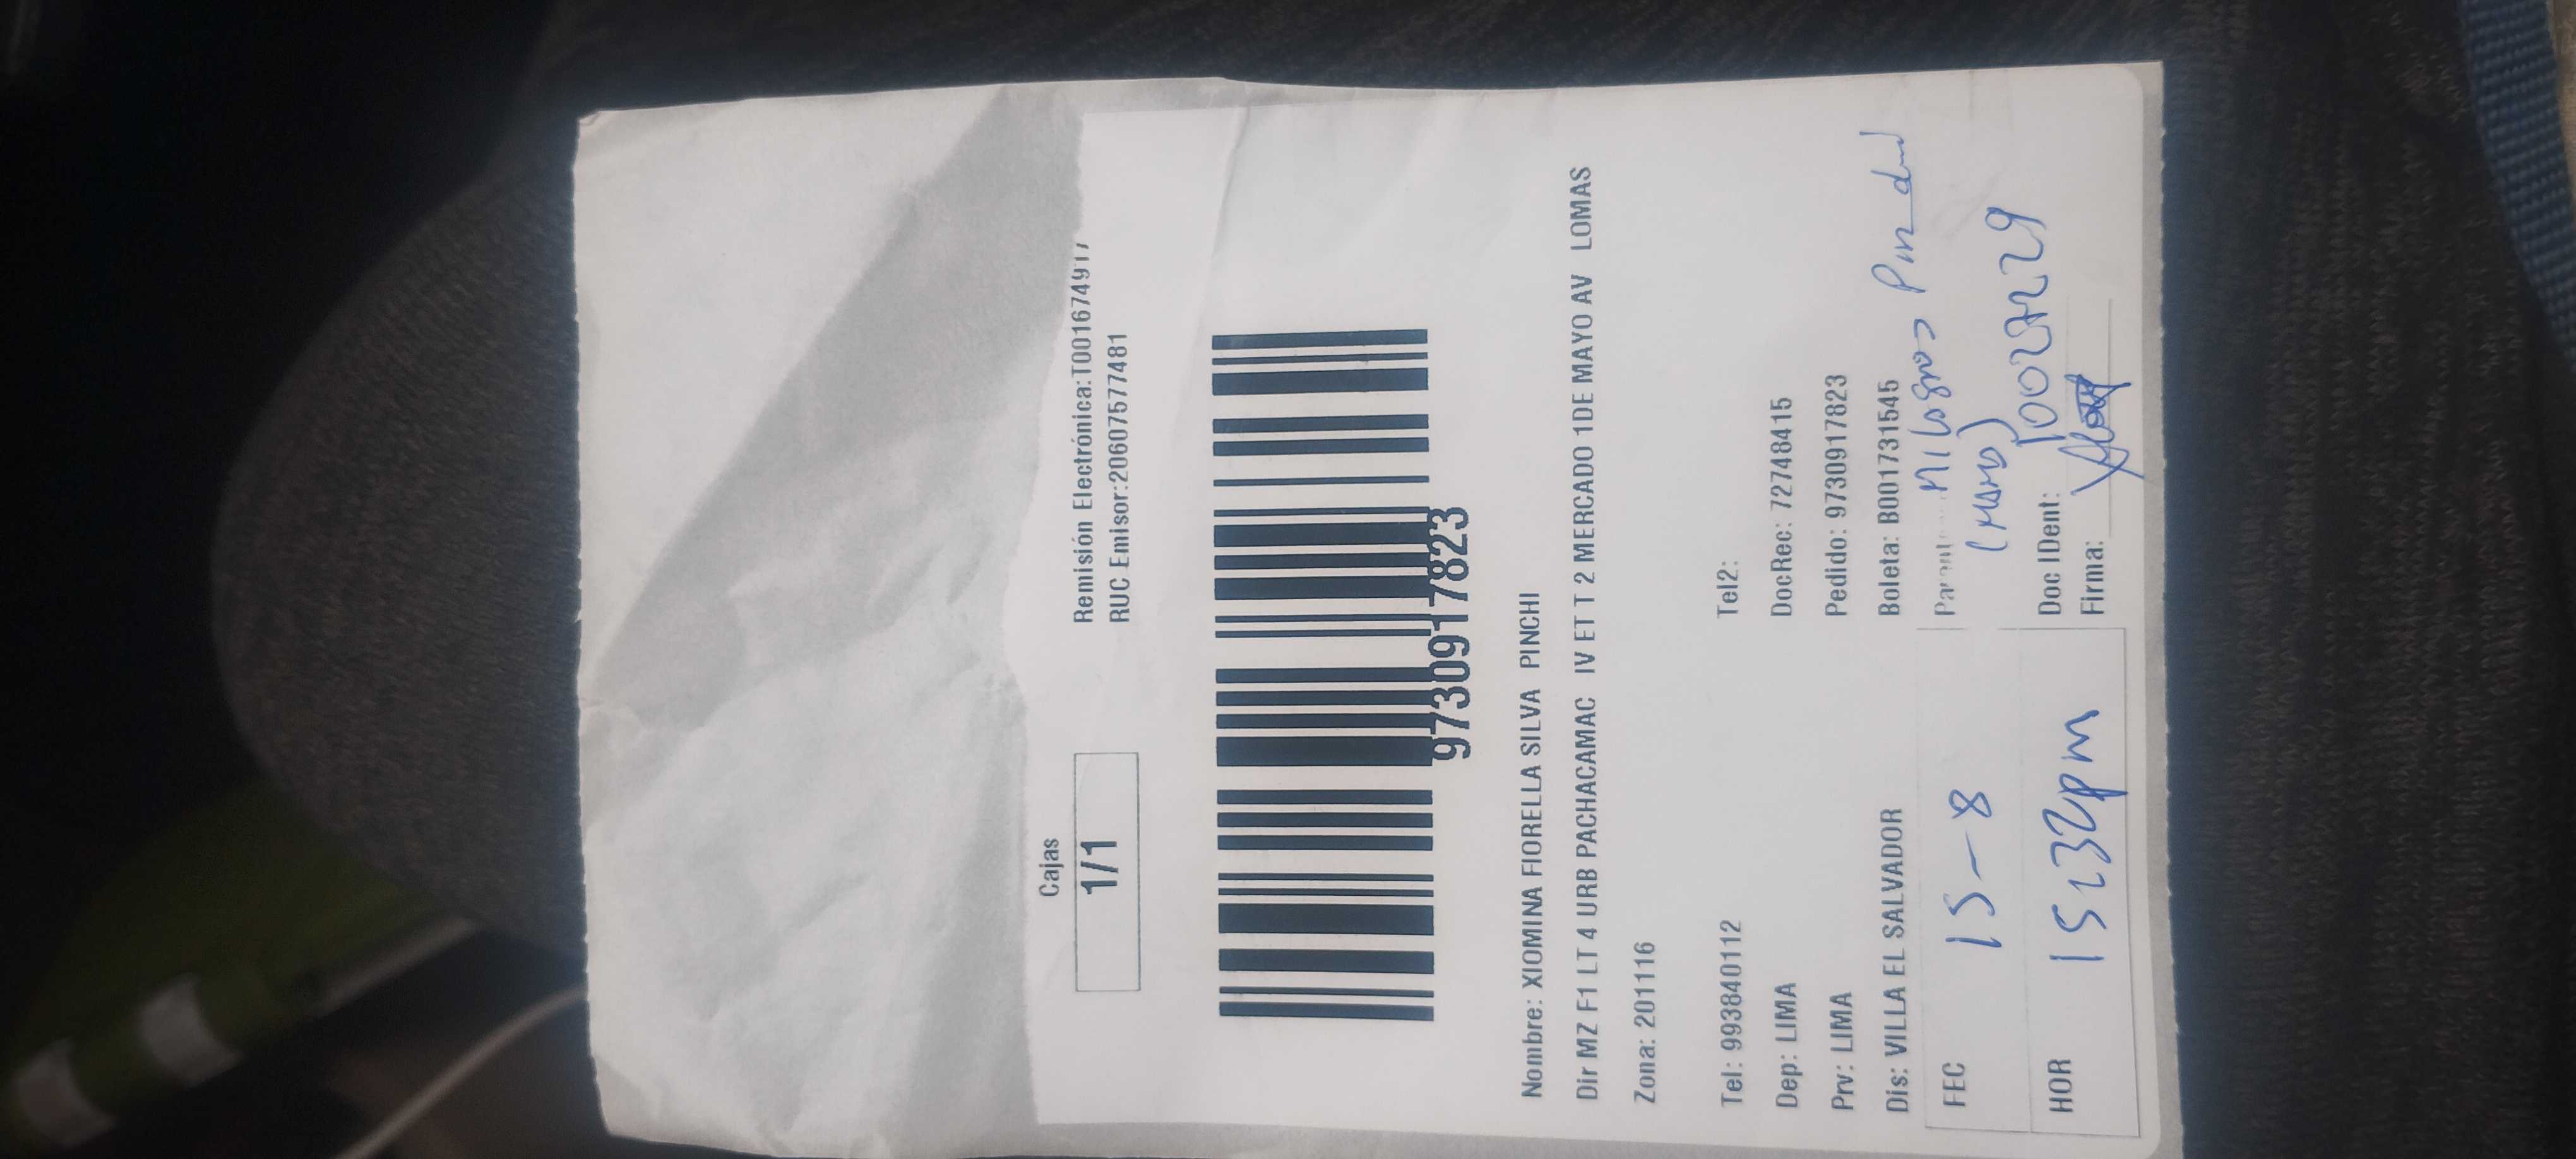 Cajas
1/1
Remisión Electrónica:T001674917
RUC Emisor:20607577481
9730917823
Nombre: XIOMINA FIORELLA SILVA PINCHI
Dir MZ F1 LT 4 URB PACHACAMAC IV ET T 2 MERCADO 1DE MAYO AV LOMAS
Zona: 201116
Tel: 993840112 Tel2:
Dep: LIMA DocRec: 72748415
Prv: LIMA Pedido: 9730917823
Dis: VILLA EL SALVADOR Boleta: B001731545
FEC 15-8
Milagros
HOR 15:32pm
Doc IDent: 10027229
Firma: